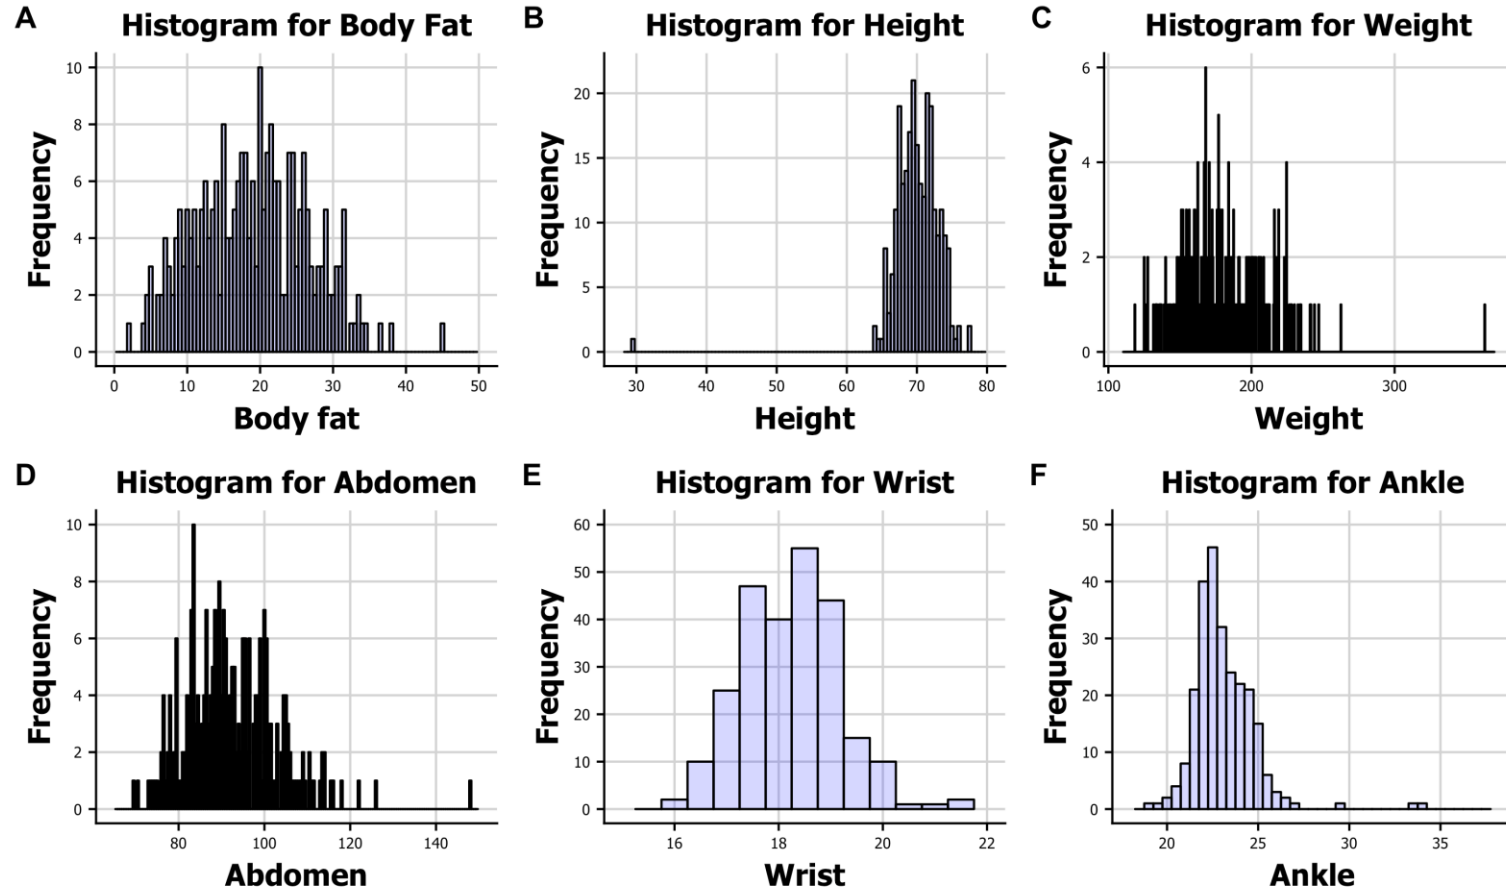 A
Histogram for Body Fat
Frequency
10
8
6
4
2
0
0 10 20 30 40 50
Body fat
B
Histogram for Height
Frequency
20
15
10
5
0
30 40 50 60 70 80
Height
C
Histogram for Weight
Frequency
6
4
2
0
100 200 300
Weight
D
Histogram for Abdomen
Frequency
10
8
6
4
2
0
80 100 120 140
Abdomen
E
Histogram for Wrist
Frequency
60
50
40
30
20
10
0
16 18 20 22
Wrist
F
Histogram for Ankle
Frequency
50
40
30
20
10
0
20 25 30 35
Ankle